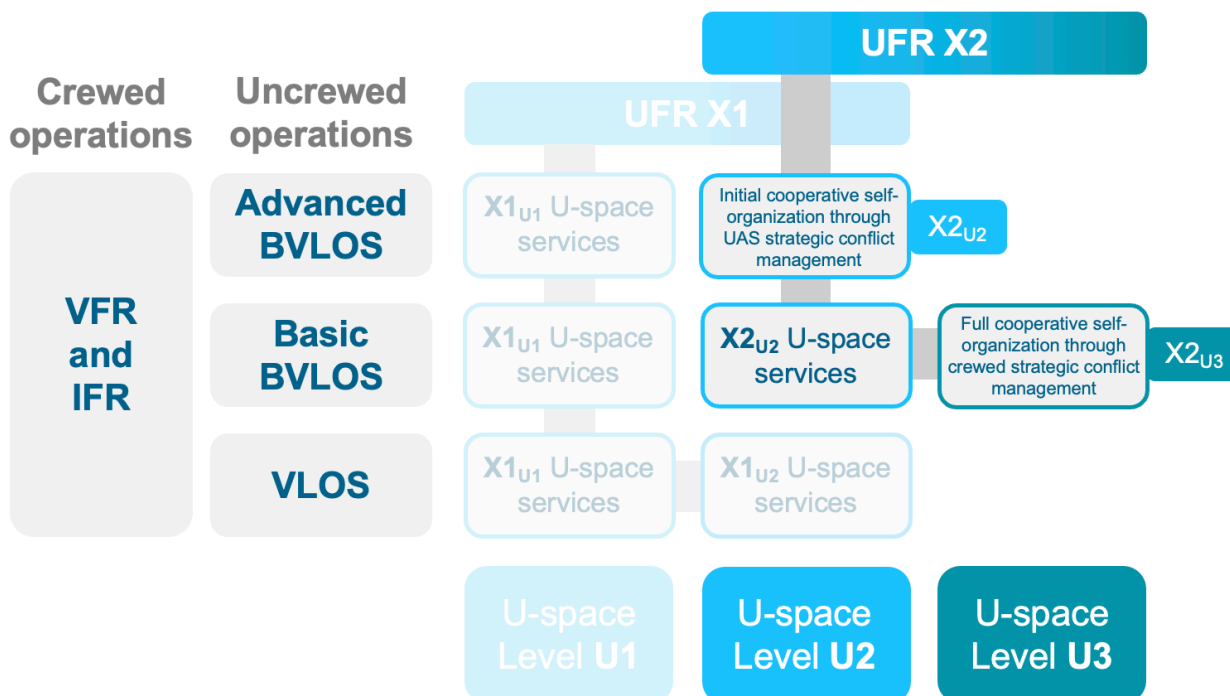 UFR X2
Crewed
operations
Uncrewed
operations
UFR X1
VFR
and
IFR
Advanced
BVLOS
X1U1 U-space
services
Initial cooperative self-
organization through
UAS strategic conflict
management
X2U2
Basic
BVLOS
X1U1 U-space
services
X2U2 U-space
services
Full cooperative self-
organization through
crewed strategic conflict
management
X2U3
VLOS
X1U1 U-space
services
X1U2 U-space
services
U-space
Level U1
U-space
Level U2
U-space
Level U3